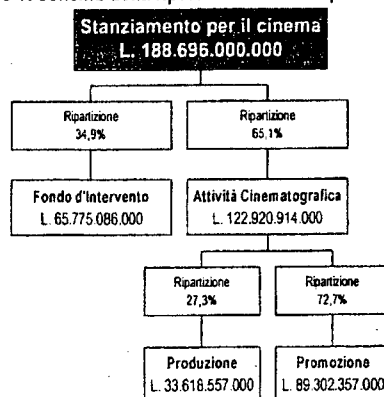 Stanziamento per il cinema
L. 188.696.000.000
Ripartizione
34,9%
Ripartizione
65,1%
Fondo d'Intervento
L. 65.775.086.000
Attività Cinematografica
L. 122.920.914.000
Ripartizione
27,3%
Ripartizione
72,7%
Produzione
L. 33.618.557.000
Promozione
L. 89.302.357.000